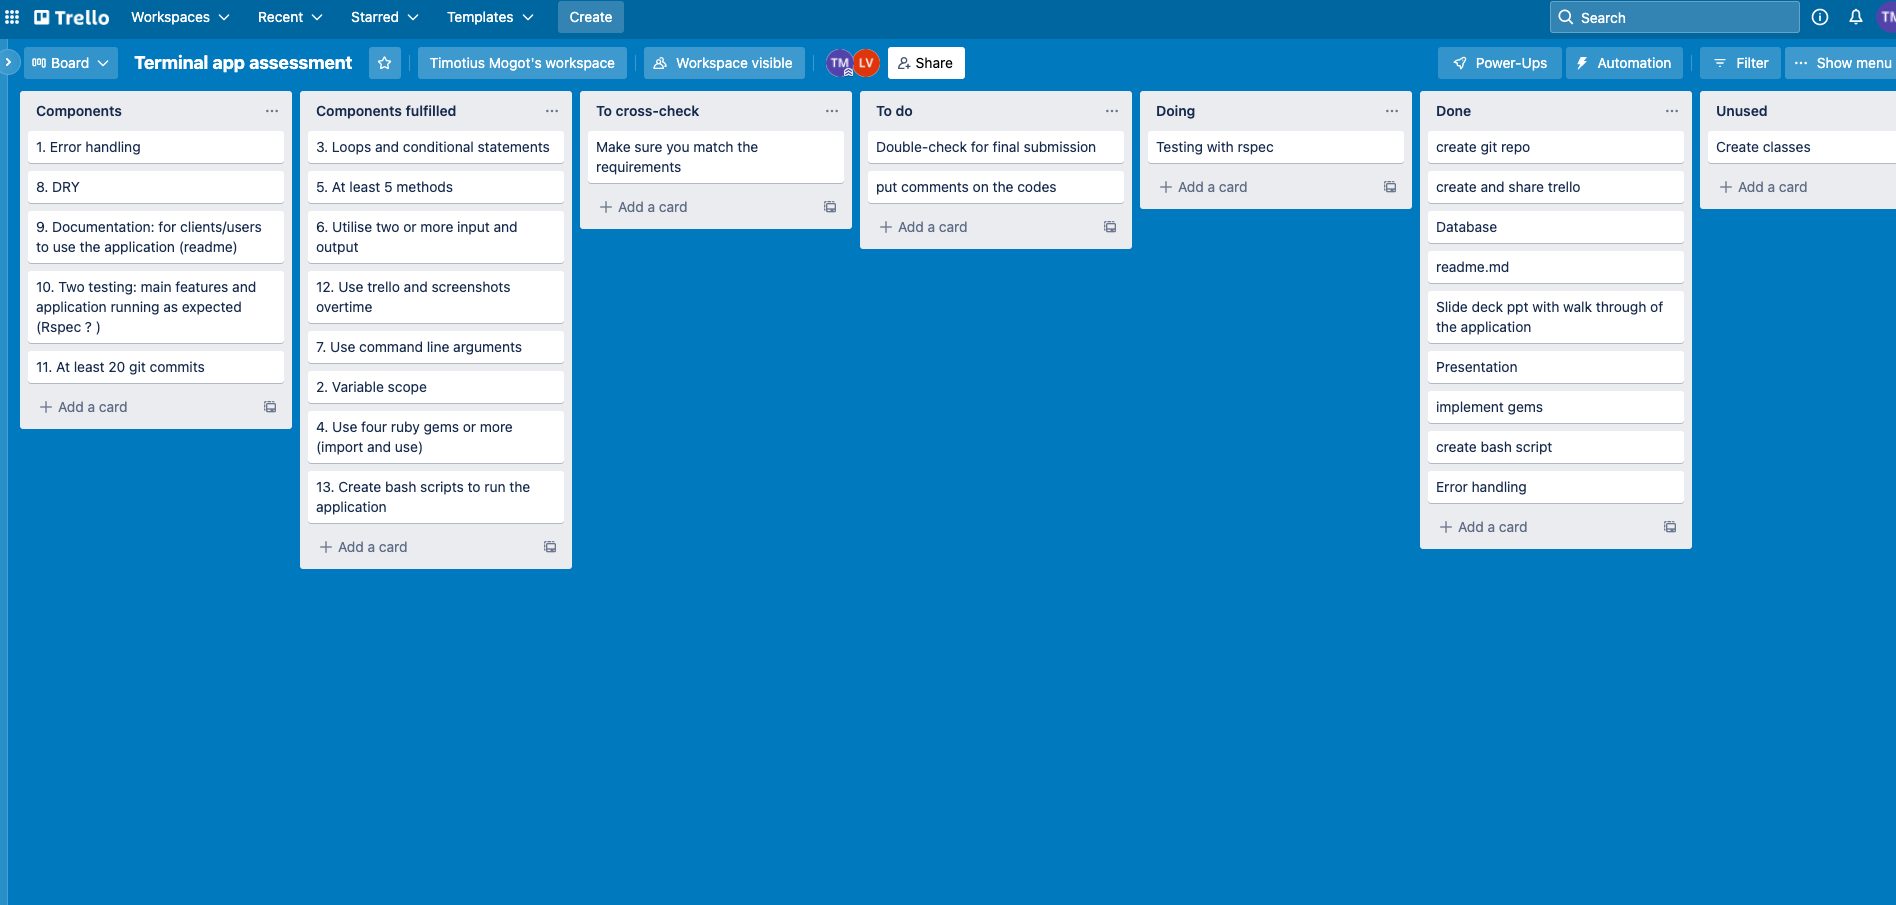 Trello
Workspaces
Recent
Starred
Templates
Create
Search
TM
Board
Terminal app assessment
Timotius Mogot's workspace
Workspace visible
TM
LV
Share
Power-Ups
Automation
Filter
Show menu
Components
1. Error handling
8. DRY
9. Documentation: for clients/users
to use the application (readme)
10. Two testing: main features and
application running as expected
(Rspec ? )
11. At least 20 git commits
Add a card
Components fulfilled
3. Loops and conditional statements
5. At least 5 methods
6. Utilise two or more input and
output
12. Use trello and screenshots
overtime
7. Use command line arguments
2. Variable scope
4. Use four ruby gems or more
(import and use)
13. Create bash scripts to run the
application
Add a card
To cross-check
Make sure you match the
requirements
Add a card
To do
Double-check for final submission
put comments on the codes
Add a card
Doing
Testing with rspec
Add a card
Done
create git repo
create and share trello
Database
readme.md
Slide deck ppt with walk through of
the application
Presentation
implement gems
create bash script
Error handling
Add a card
Unused
Create classes
Add a card